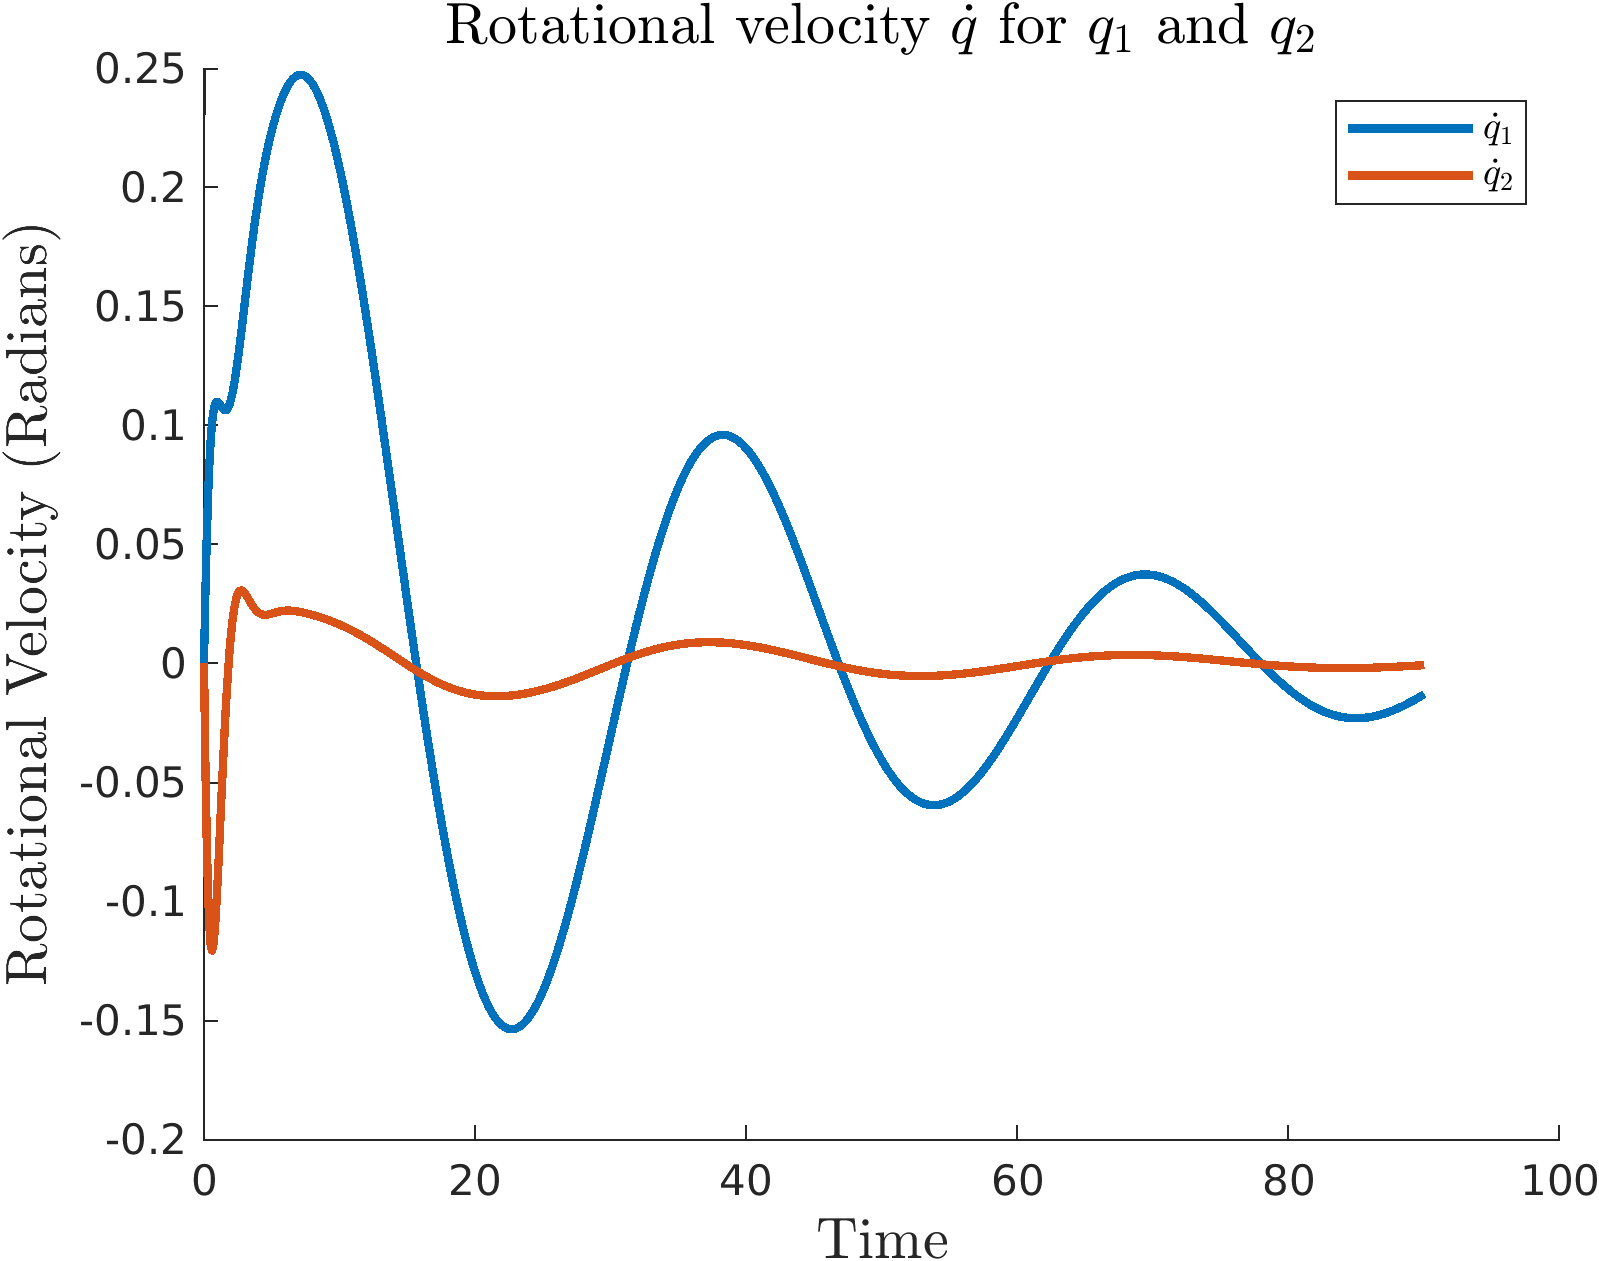 Rotational velocity q̇ for q₁ and q₂
q̇₁
q̇₂
Rotational Velocity (Radians)
0.25
0.2
0.15
0.1
0.05
0
-0.05
-0.1
-0.15
-0.2
0 20 40 60 80 100
Time